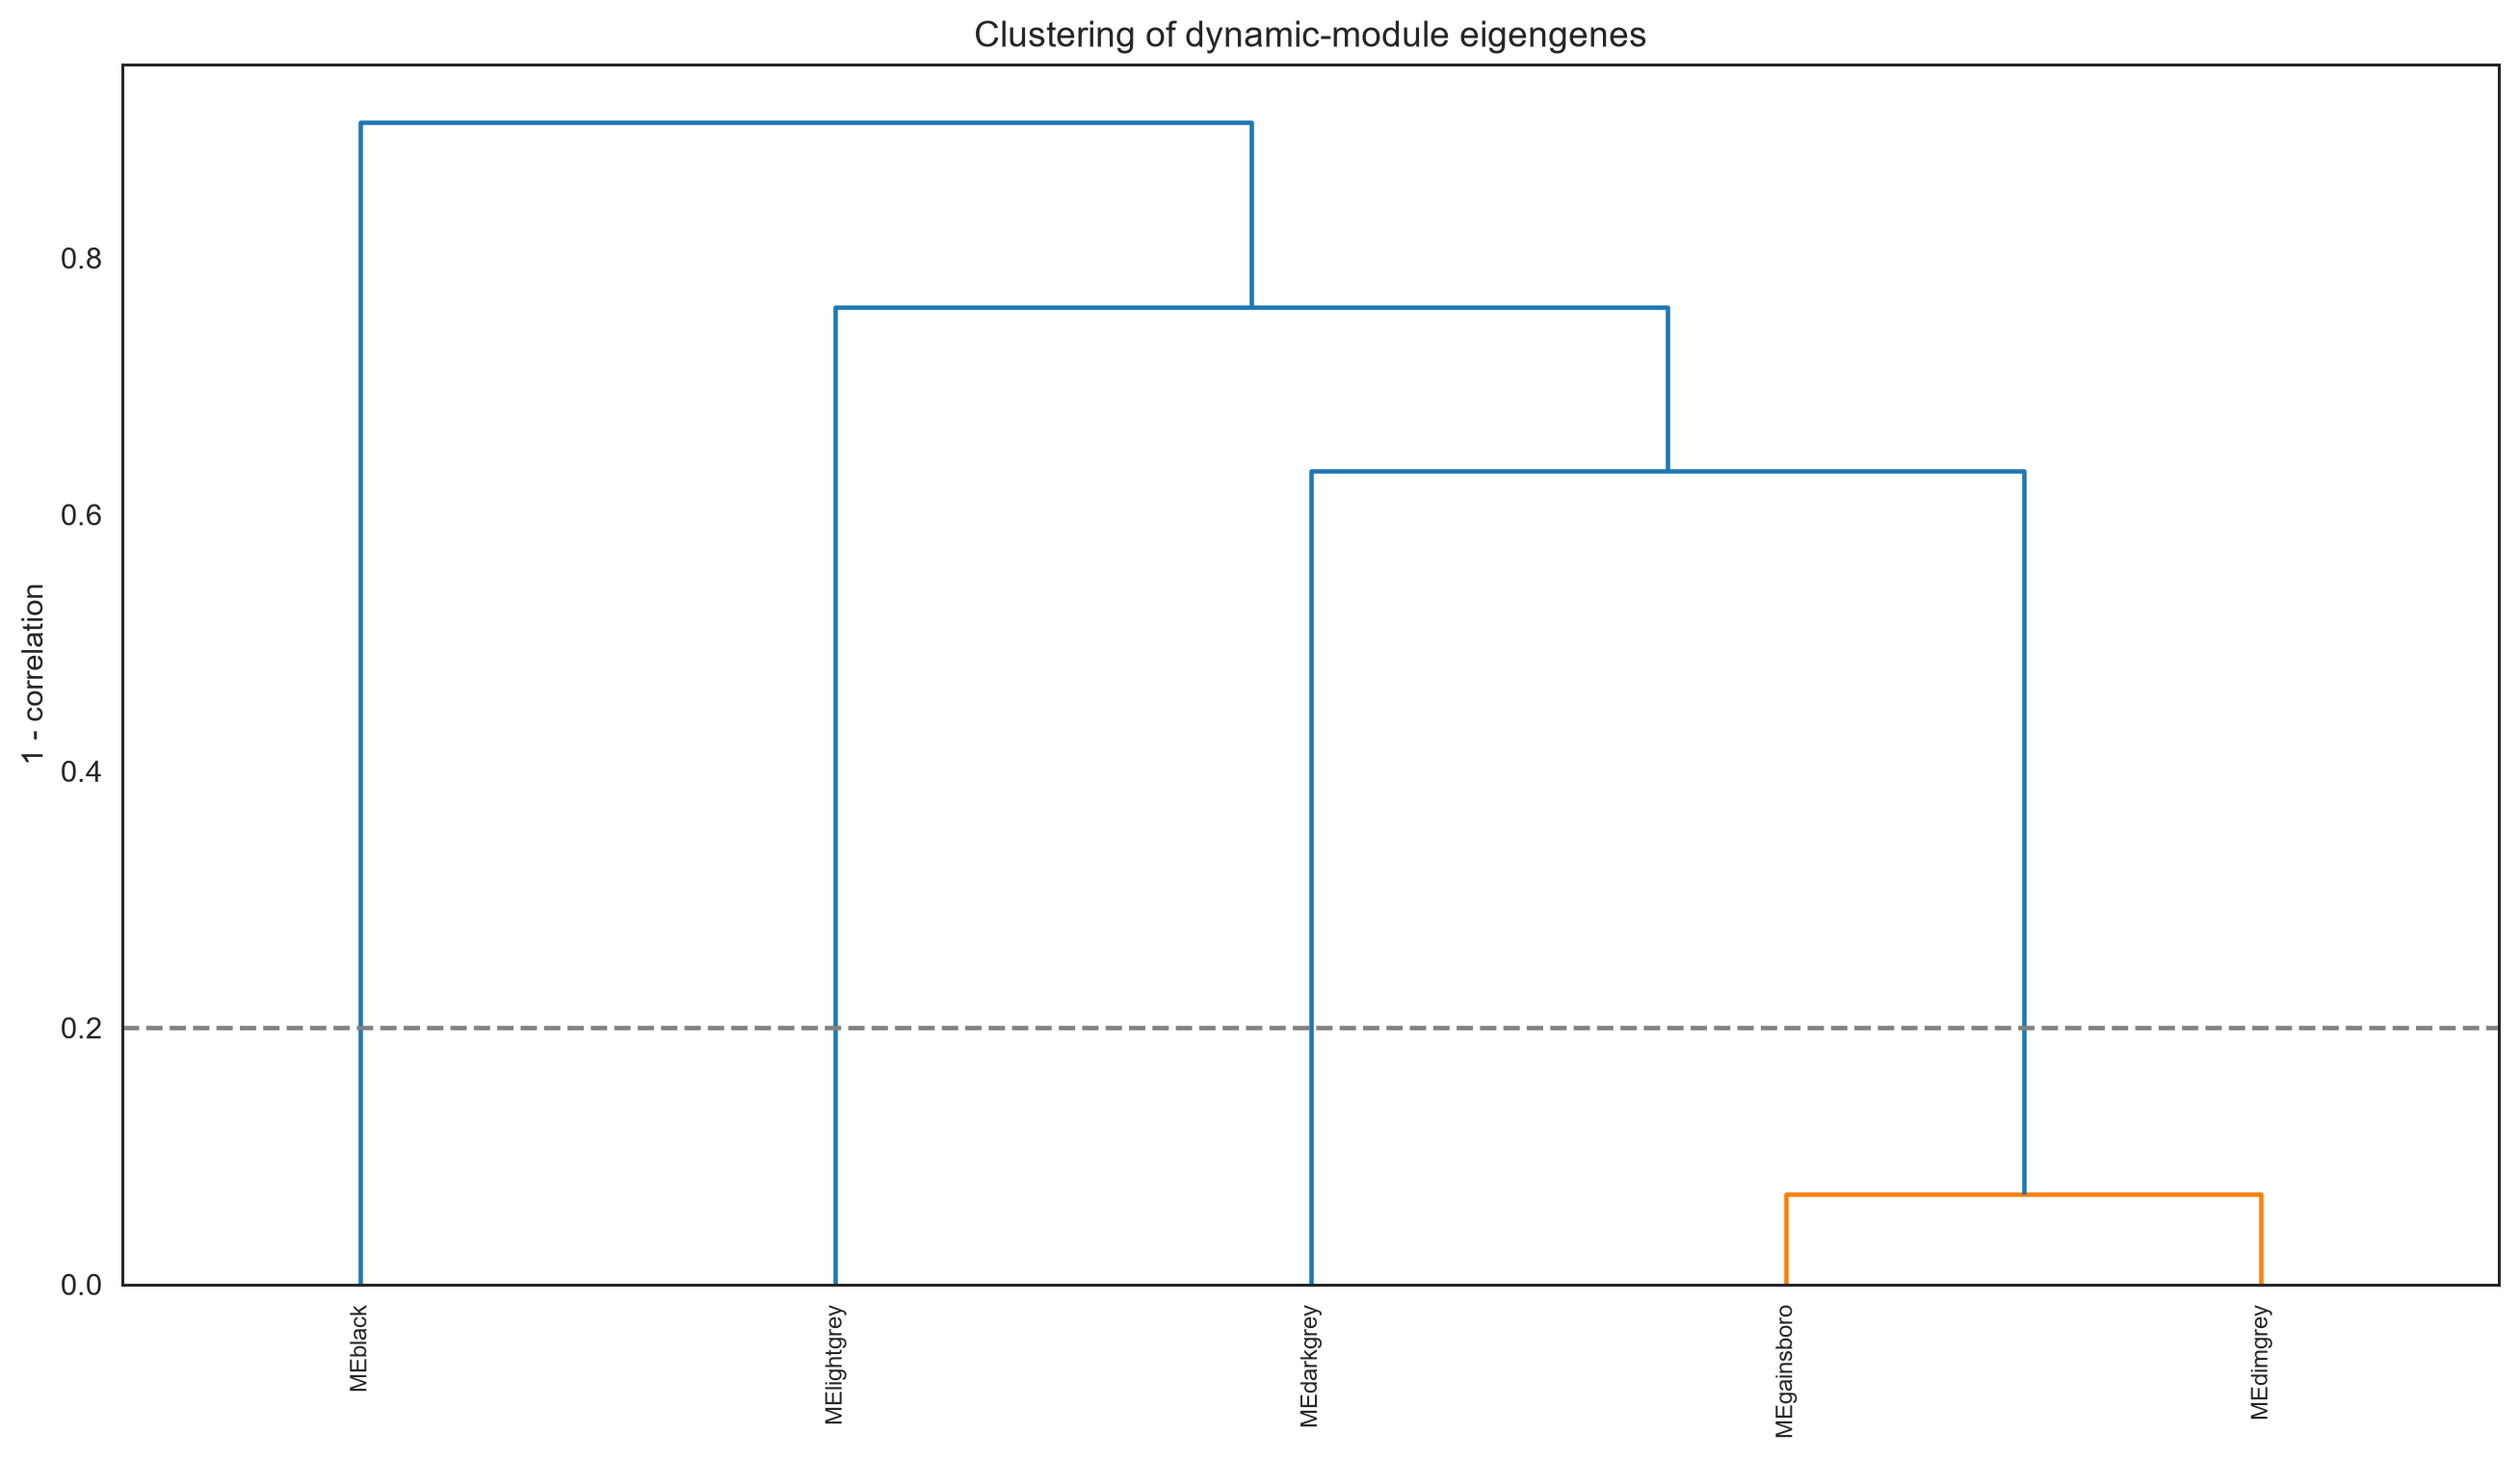 Clustering of dynamic-module eigengenes
1 - correlation
0.8
0.6
0.4
0.2
0.0
MEblack
MElightgrey
MEdarkgrey
MEgainsboro
MEdimgrey